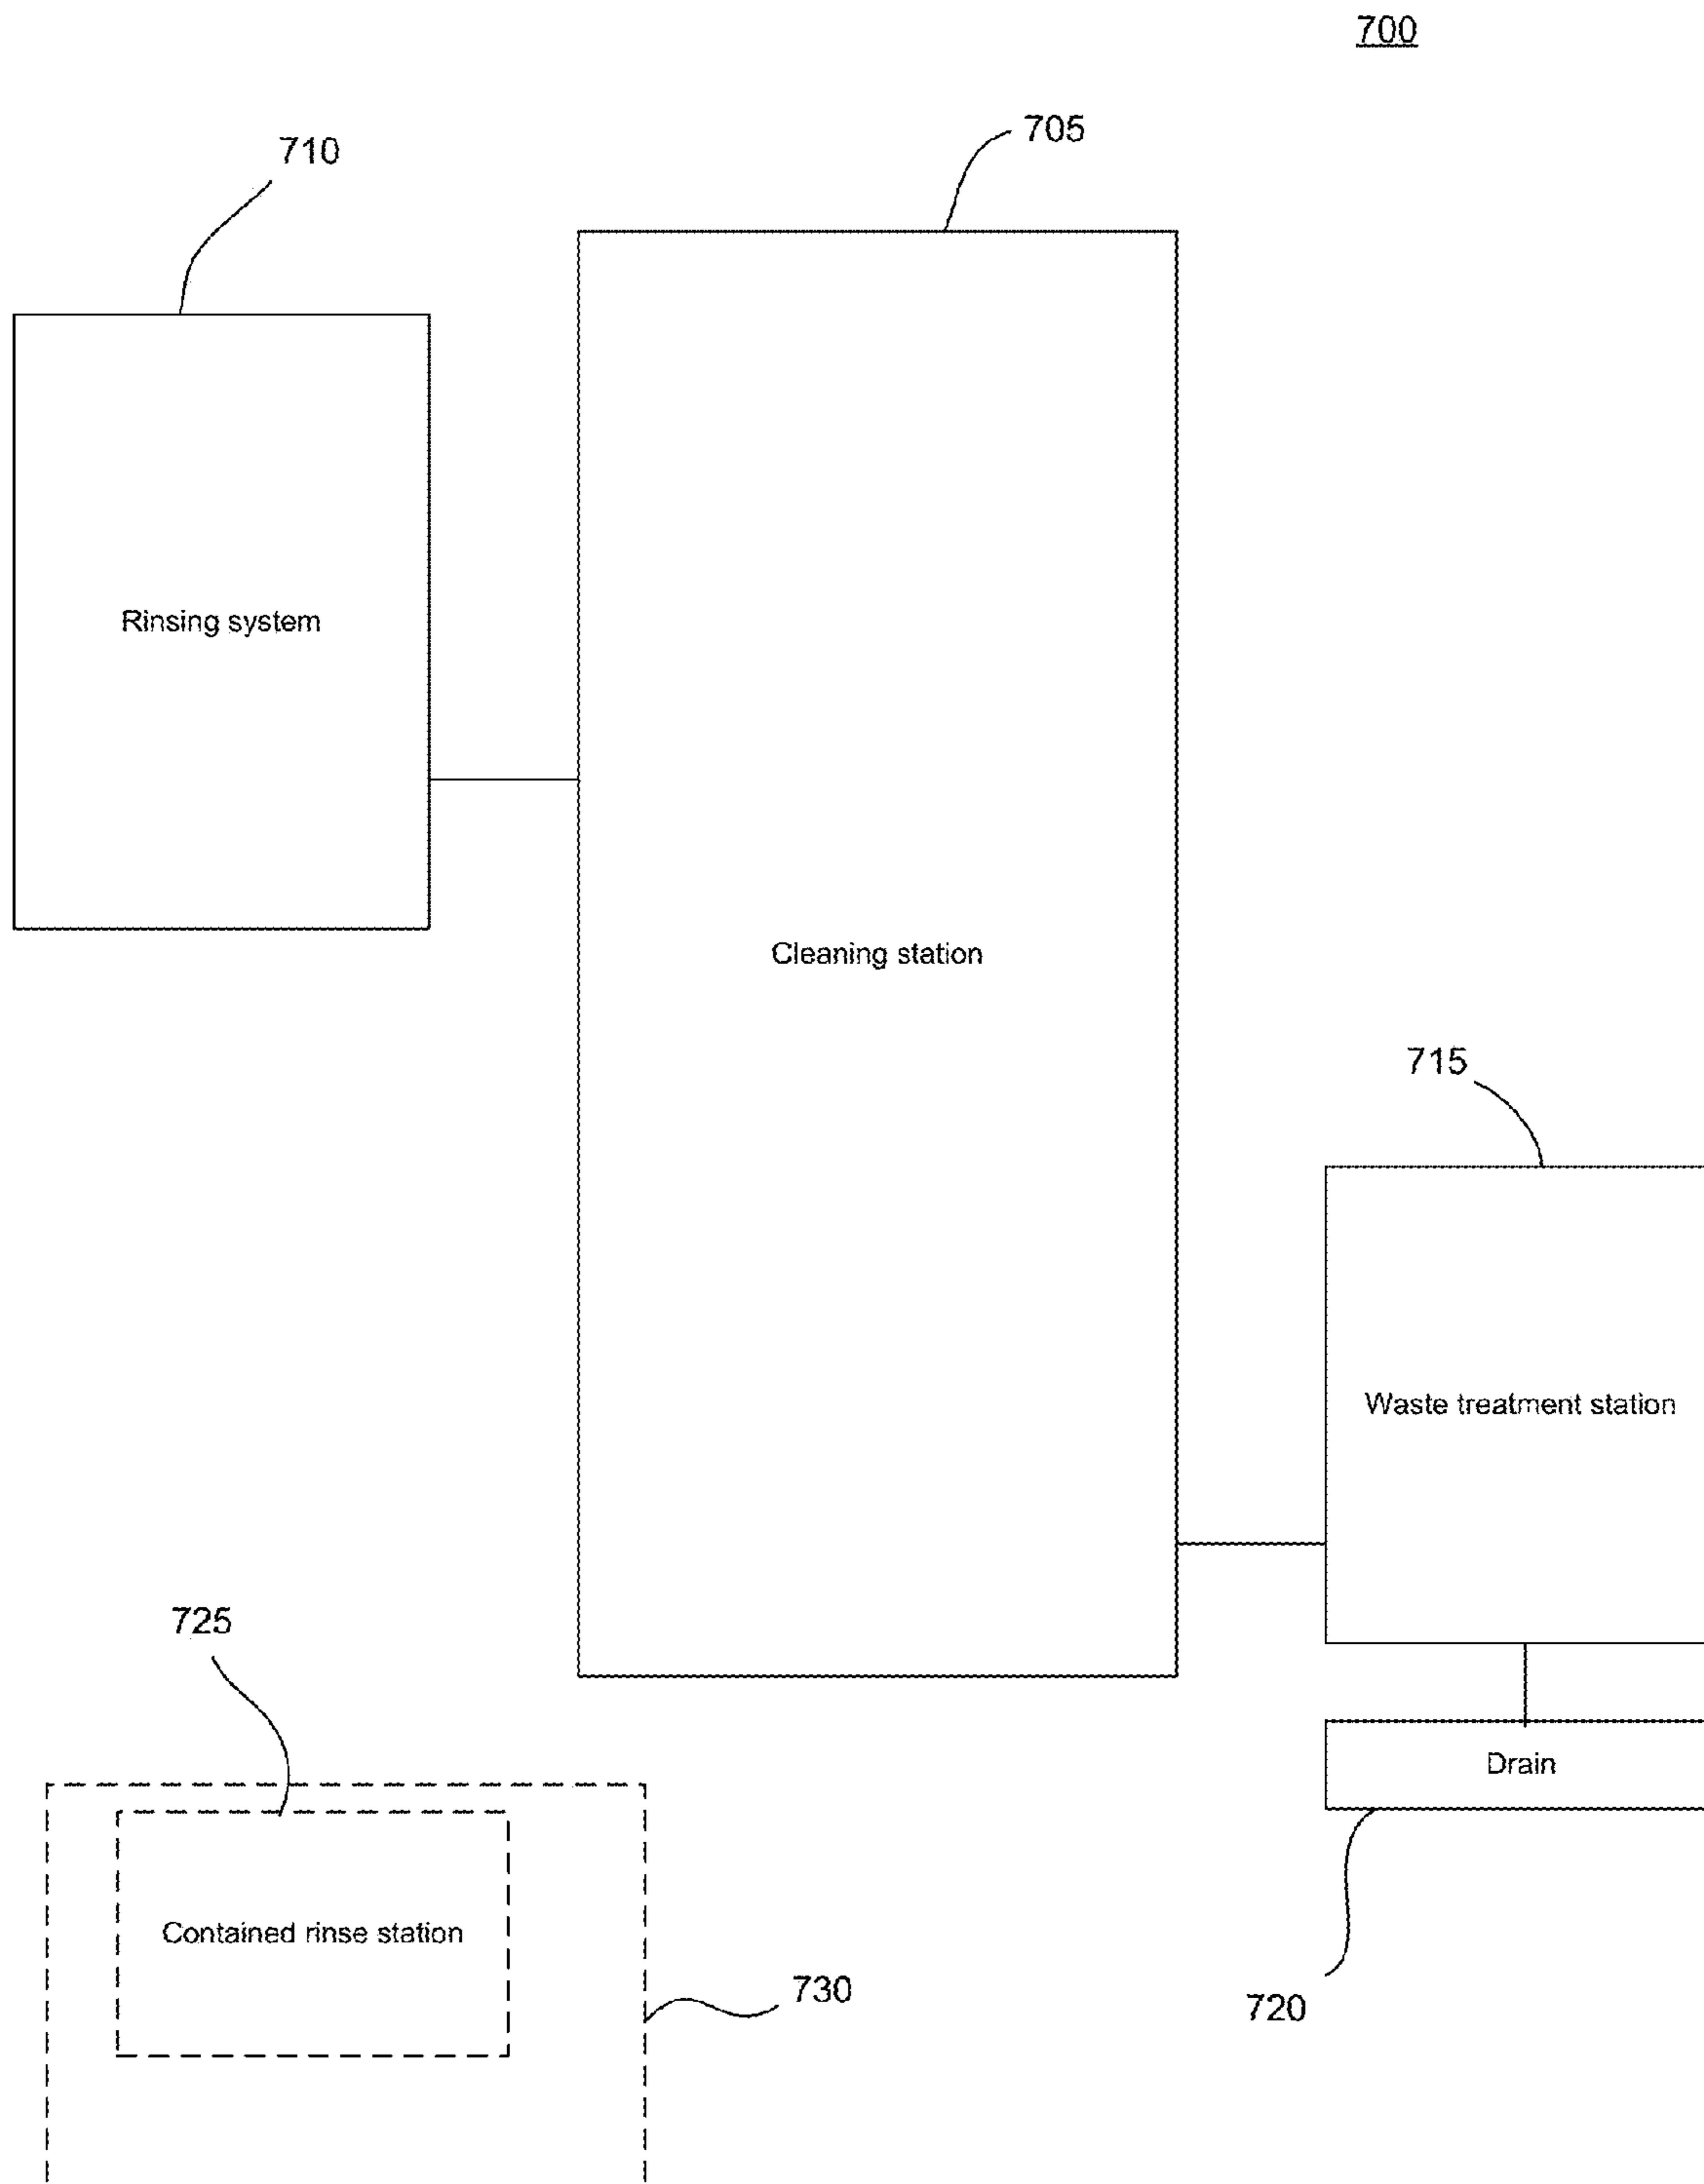 700
705
710
Rinsing system
Cleaning station
715
Waste treatment station
725
Drain
Contained rinse station
730
720